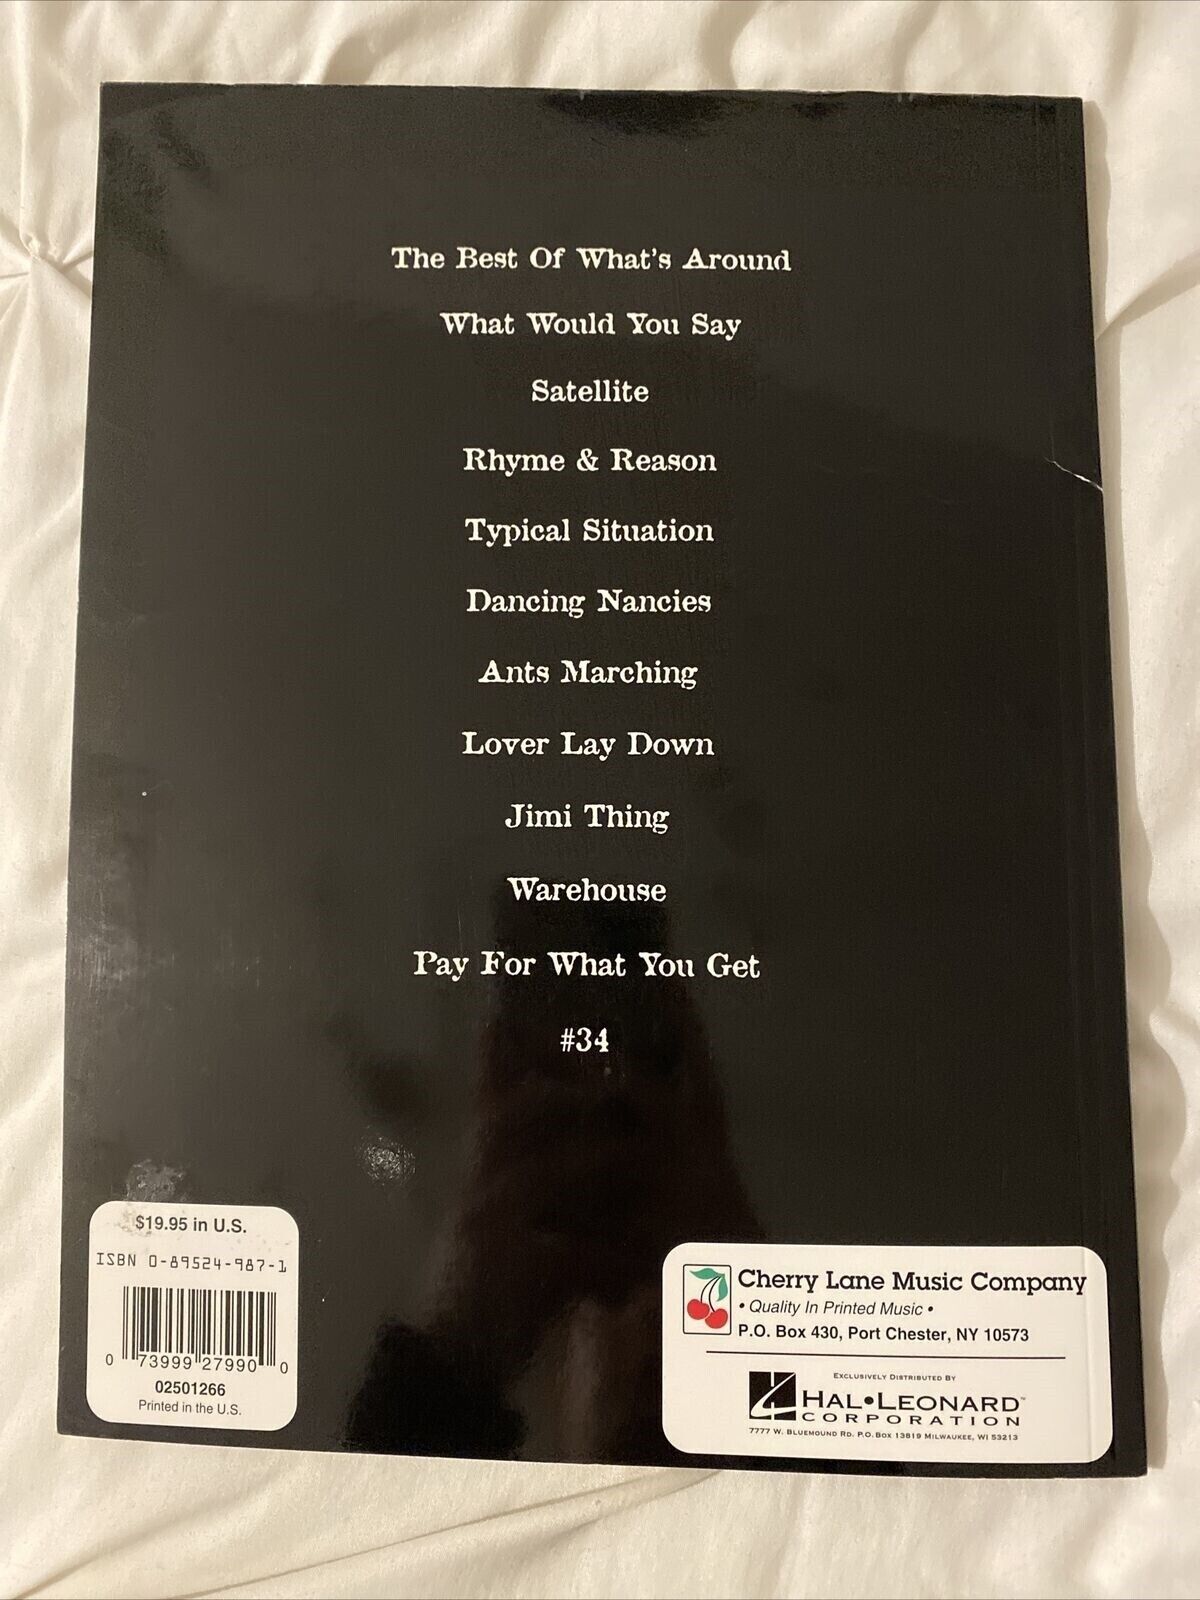 The Best Of What's Around
What Would You Say
Satellite
Rhyme & Reason
Typical Situation
Dancing Nancies
Ants Marching
Lover Lay Down
Jimi Thing
Warehouse
Pay For What You Get
#34
$19.95 in U.S.
ISBN 0-89524-987-1
0 73999 27990 0
02501266
Printed in the U.S.
Cherry Lane Music Company
• Quality In Printed Music •
P.O. Box 430, Port Chester, NY 10573
Exclusively Distributed By
HAL•LEONARD™
CORPORATION
7777 W. Bluemound Rd. P.O. Box 13819 Milwaukee, WI 53213